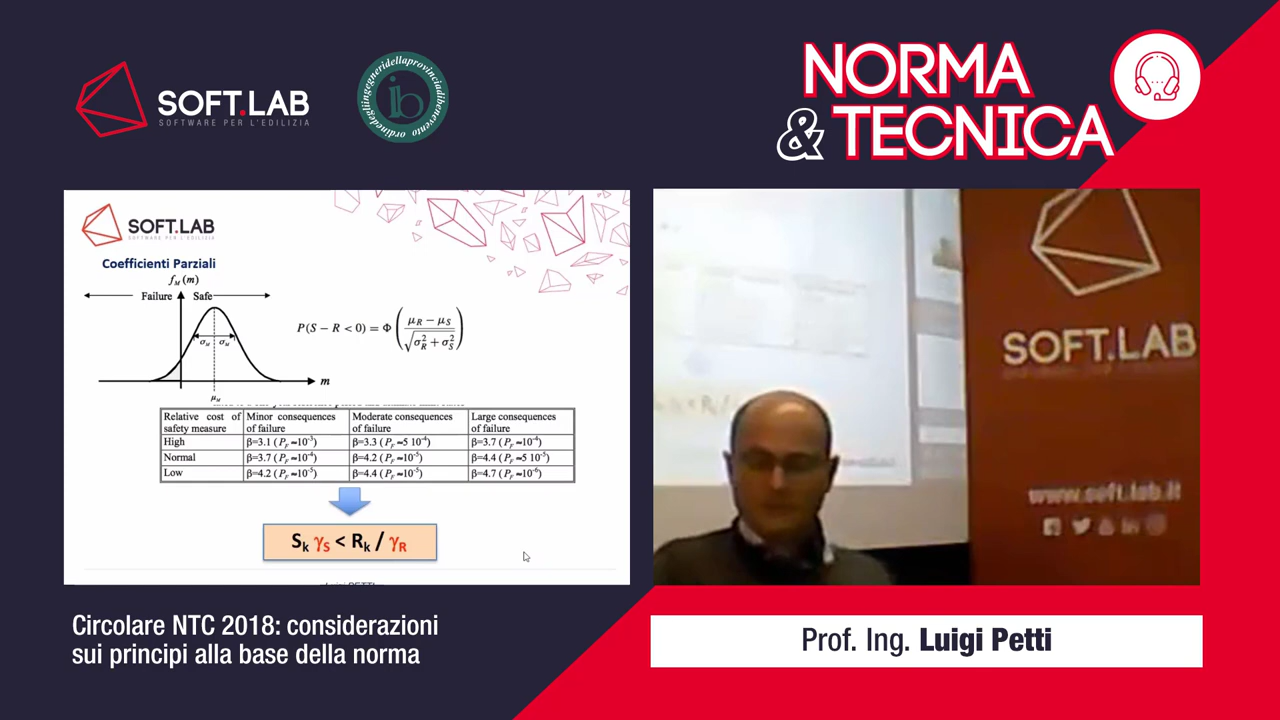 SOFT.LAB
SOFTWARE PER L'EDILIZIA
ordinedegliingegneridellaprovinciadibenevento
ib
NORMA
& TECNICA
SOFT.LAB
SOFTWARE PER L'EDILIZIA
Coefficienti Parziali
f_M (m)
Failure Safe
σ_M σ_M
m
μ_M
P(S − R < 0) = Φ ( (μ_R − μ_S) / √(σ_R² + σ_S²) )
Relative cost of safety measure | Minor consequences of failure | Moderate consequences of failure | Large consequences of failure
High | β=3.1 ( P_F ≈10⁻³) | β=3.3 ( P_F ≈5 10⁻⁴) | β=3.7 ( P_F ≈10⁻⁴)
Normal | β=3.7 ( P_F ≈10⁻⁴) | β=4.2 ( P_F ≈10⁻⁵) | β=4.4 ( P_F ≈5 10⁻⁵)
Low | β=4.2 ( P_F ≈10⁻⁵) | β=4.4 ( P_F ≈10⁻⁵) | β=4.7 ( P_F ≈10⁻⁶)
S_k γ_S < R_k / γ_R
SOFT.LAB
www.soft.lab.it
Circolare NTC 2018: considerazioni
sui principi alla base della norma
Prof. Ing. Luigi Petti